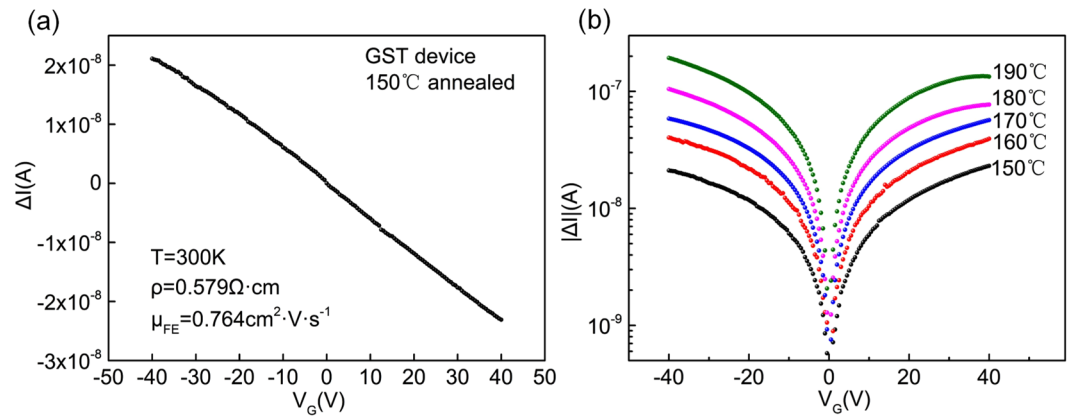 (a)
ΔI(A)
2x10⁻⁸
1x10⁻⁸
0
-1x10⁻⁸
-2x10⁻⁸
-3x10⁻⁸
GST device
150℃ annealed
T=300K
ρ=0.579Ω·cm
μFE=0.764cm²·V·s⁻¹
-50 -40 -30 -20 -10 0 10 20 30 40 50
VG(V)
(b)
|ΔI|(A)
10⁻⁷
10⁻⁸
10⁻⁹
190℃
180℃
170℃
160℃
150℃
-40 -20 0 20 40
VG(V)